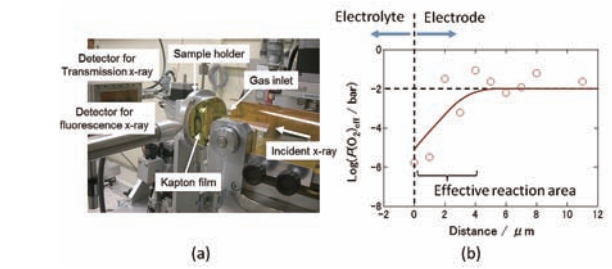 Detector for
Transmission x-ray
Sample holder
Gas inlet
Detector for
fluorescence x-ray
Incident x-ray
Kapton film
(a)
Electrolyte
Electrode
Log(P(O₂)eff / bar)
0
-2
-4
-6
-8
Effective reaction area
-2 0 2 4 6 8 10 12
Distance / μm
(b)